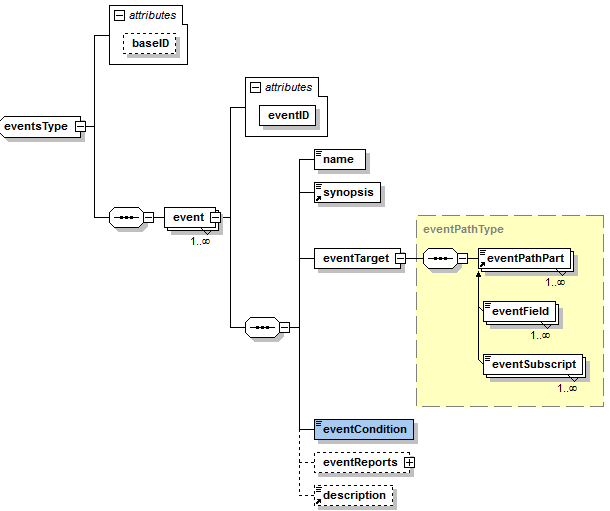 attributes
baseID
eventsType
attributes
eventID
event
1..∞
name
synopsis
eventTarget
eventPathType
eventPathPart
1..∞
eventField
1..∞
eventSubscript
1..∞
eventCondition
eventReports
description